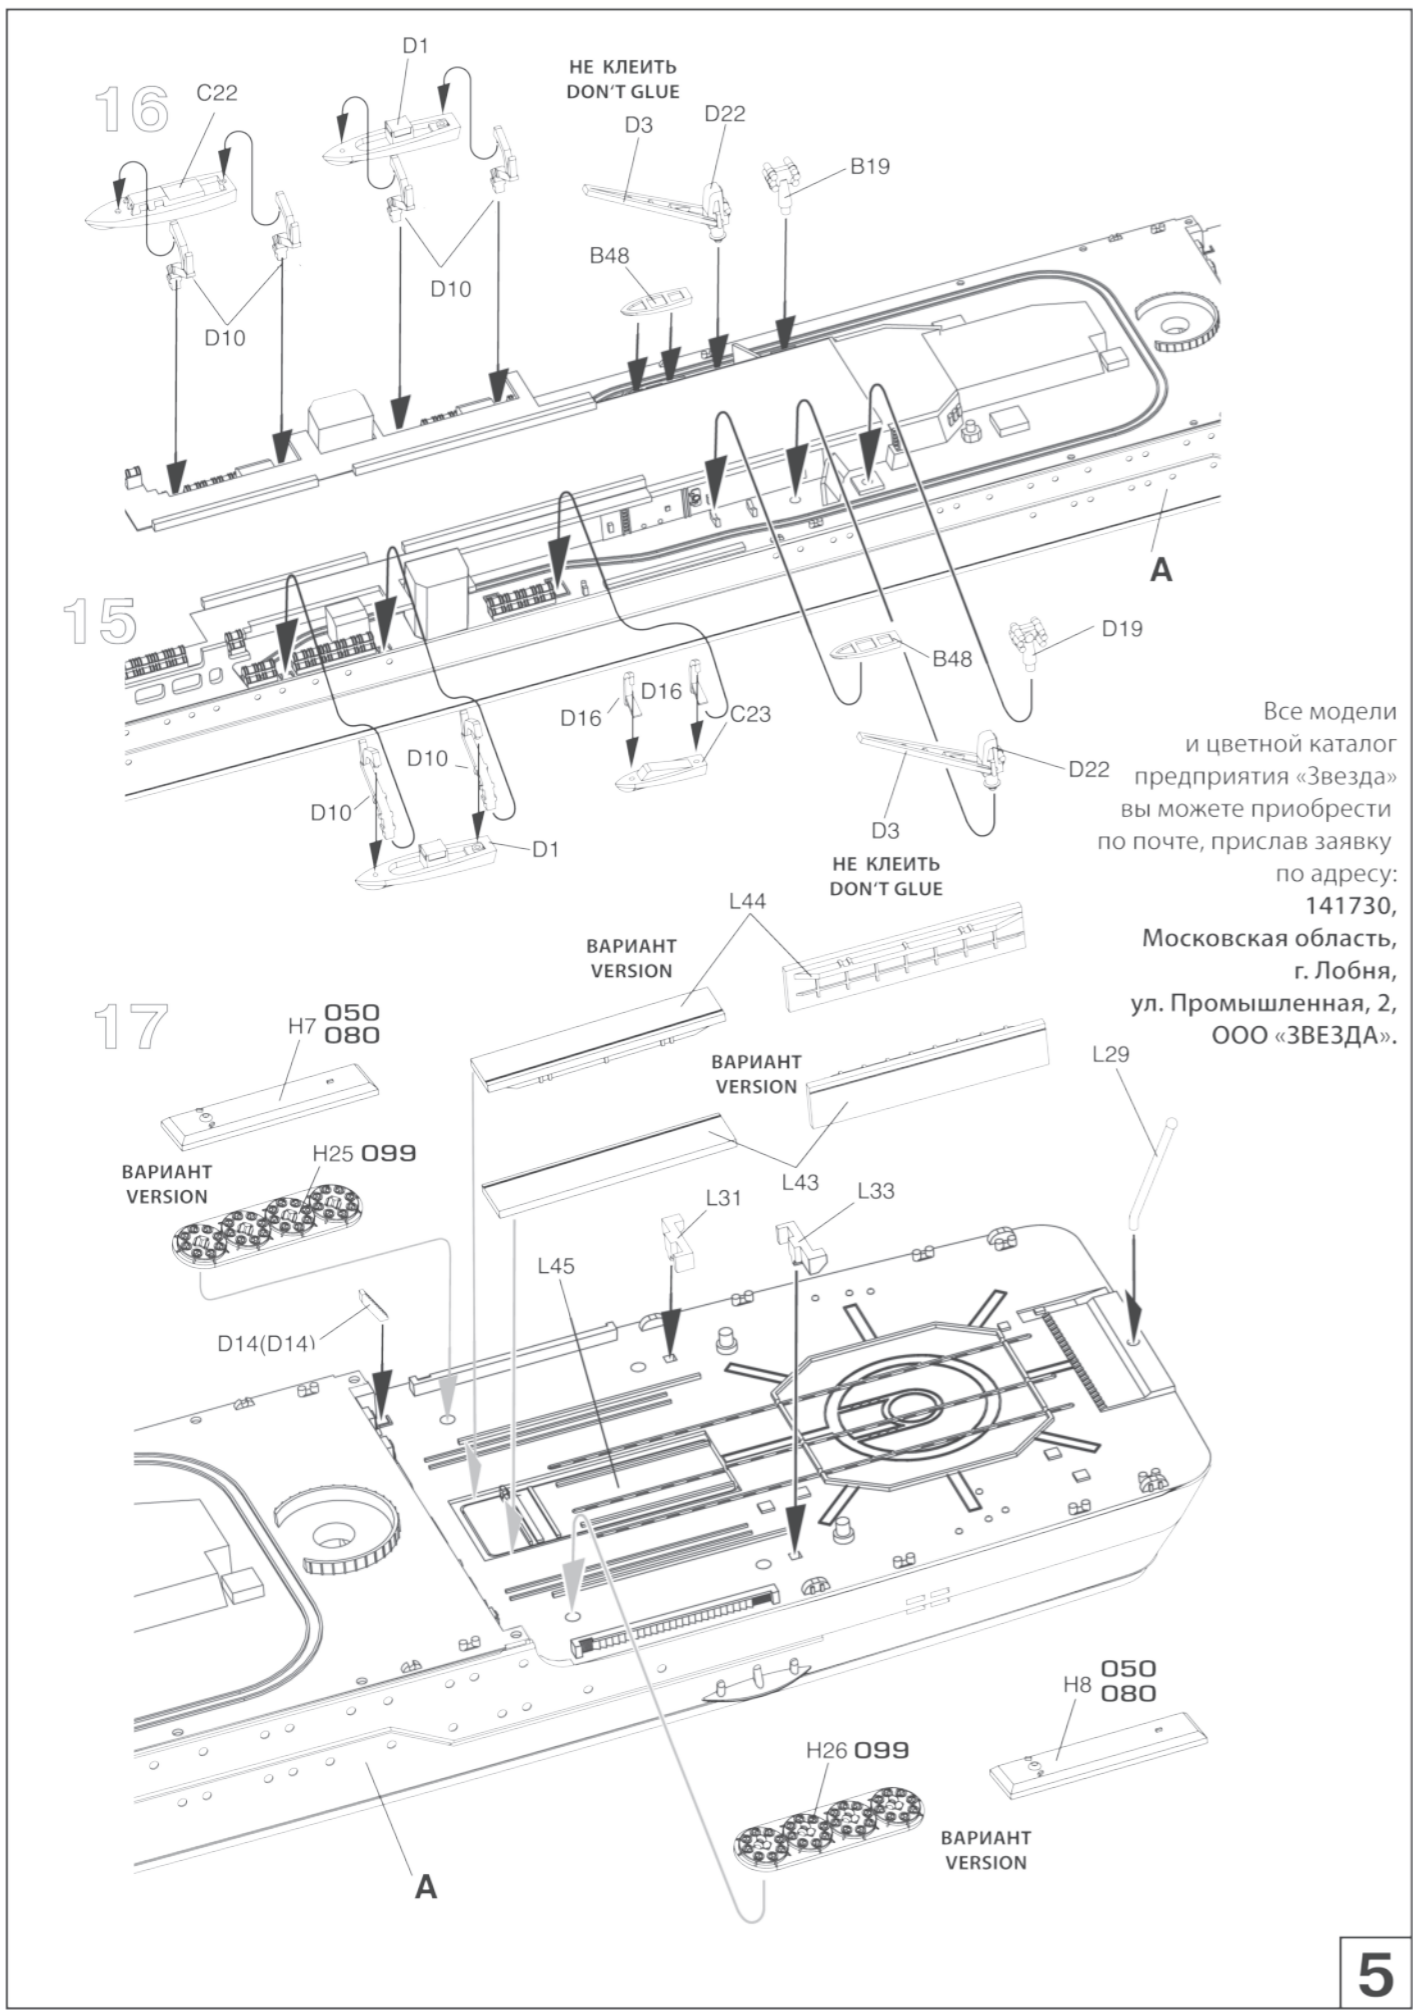 16
C22
D1
НЕ КЛЕИТЬ
DON'T GLUE
D3
D22
B19
B48
D10
D10
A
15
B48
D19
D16
D16
C23
D10
D10
D1
D22
D3
НЕ КЛЕИТЬ
DON'T GLUE
Все модели
и цветной каталог
предприятия «Звезда»
вы можете приобрести
по почте, прислав заявку
по адресу:
141730,
Московская область,
г. Лобня,
ул. Промышленная, 2,
ООО «ЗВЕЗДА».
17
H7 050
080
ВАРИАНТ
VERSION
H25 099
D14(D14)
L44
ВАРИАНТ
VERSION
ВАРИАНТ
VERSION
L43
L29
L31
L33
L45
H8 050
080
H26 099
ВАРИАНТ
VERSION
A
5